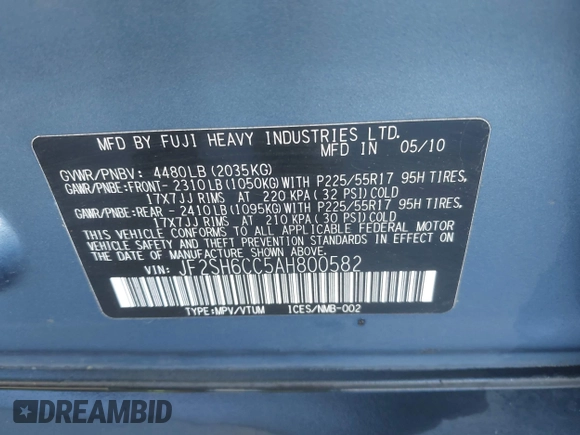 MFD BY FUJI HEAVY INDUSTRIES LTD.
MFD IN 05/10
GVWR/PNBV: 4480LB (2035KG)
GAWR/PNBE: FRONT- 2310LB (1050KG) WITH P225/55R17 95H TIRES,
17X7JJ RIMS AT 220 KPA (32 PSI) COLD
GAWR/PNBE: REAR - 2410LB (1095KG) WITH P225/55R17 95H TIRES,
17X7JJ RIMS AT 210 KPA (30 PSI) COLD
THIS VEHICLE CONFORMS TO ALL APPLICABLE FEDERAL MOTOR
VEHICLE SAFETY AND THEFT PREVENTION STANDARDS IN EFFECT
ON THE DATE OF MANUFACTURE SHOWN ABOVE.
VIN: JF2SH6CC5AH800582
TYPE:MPV/VTUM ICES/NMB-002
DREAMBID